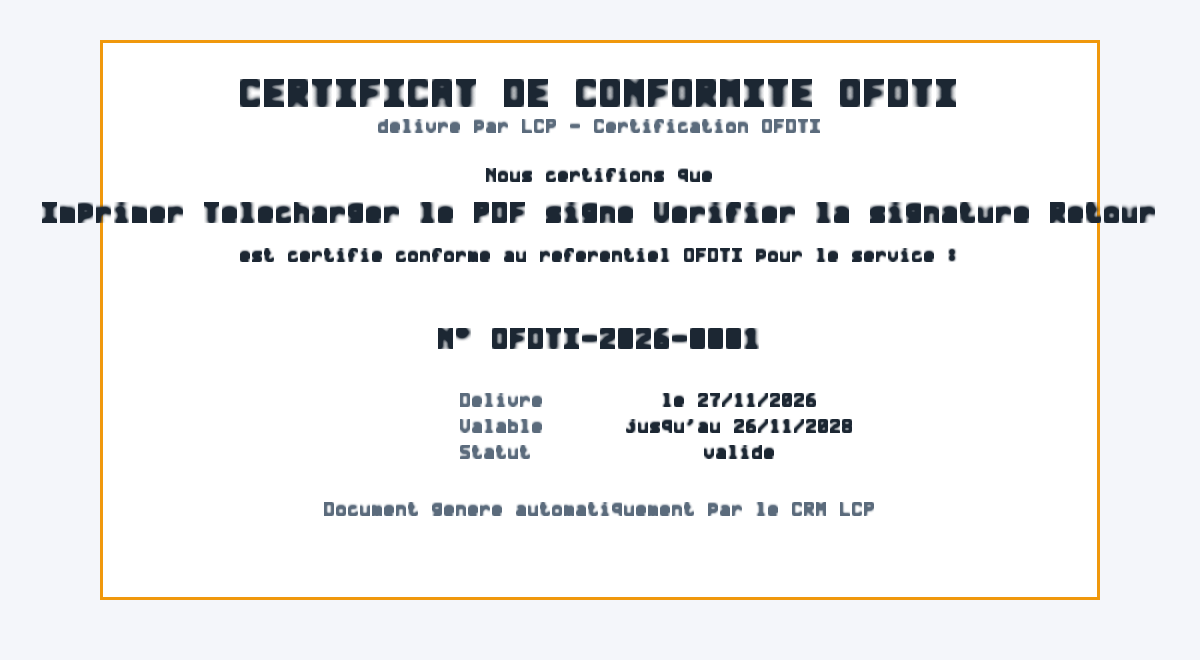 CERTIFICAT DE CONFORMITE OFDTI
delivre par LCP - Certification OFDTI
Nous certifions que
Imprimer Telecharger le PDF signe Verifier la signature Retour
est certifie conforme au referentiel OFDTI pour le service :
N° OFDTI-2026-0001
Delivre le 27/11/2026
Valable jusqu'au 26/11/2028
Statut valide
Document genere automatiquement par le CRM LCP